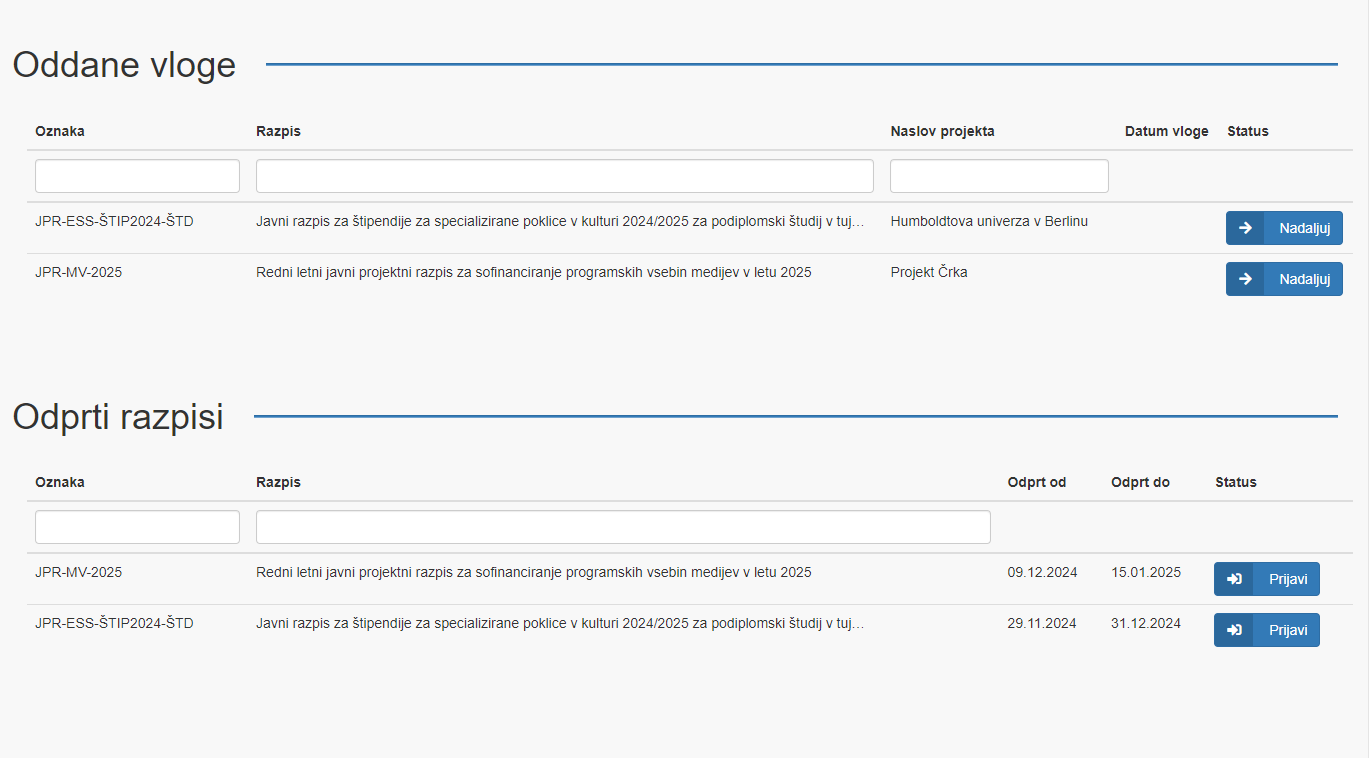 Oddane vloge
Oznaka Razpis Naslov projekta Datum vloge Status
JPR-ESS-ŠTIP2024-ŠTD Javni razpis za štipendije za specializirane poklice v kulturi 2024/2025 za podiplomski študij v tuj… Humboldtova univerza v Berlinu Nadaljuj
JPR-MV-2025 Redni letni javni projektni razpis za sofinanciranje programskih vsebin medijev v letu 2025 Projekt Črka Nadaljuj
Odprti razpisi
Oznaka Razpis Odprt od Odprt do Status
JPR-MV-2025 Redni letni javni projektni razpis za sofinanciranje programskih vsebin medijev v letu 2025 09.12.2024 15.01.2025 Prijavi
JPR-ESS-ŠTIP2024-ŠTD Javni razpis za štipendije za specializirane poklice v kulturi 2024/2025 za podiplomski študij v tuj… 29.11.2024 31.12.2024 Prijavi